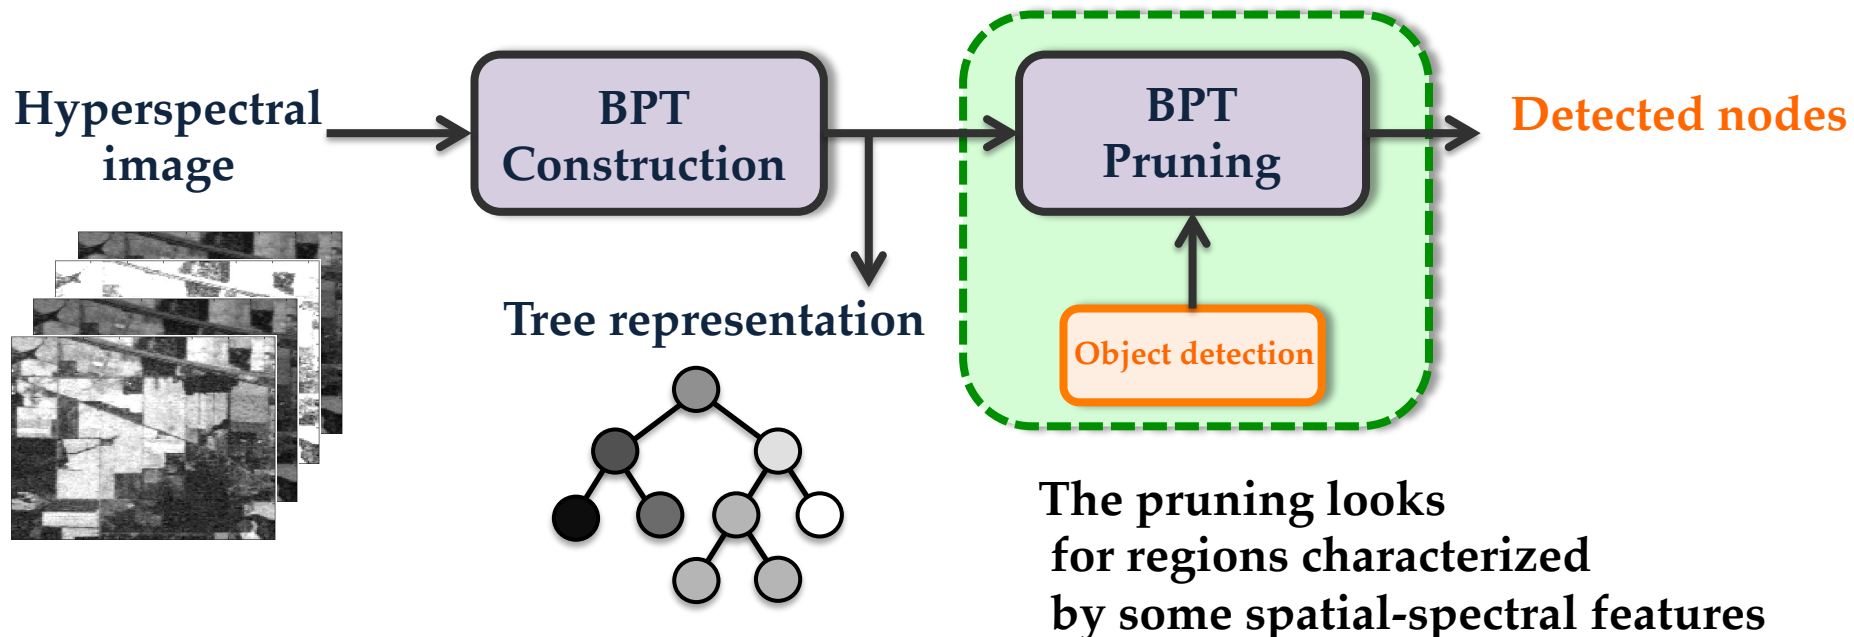 Hyperspectral
image
BPT
Construction
BPT
Pruning
Detected nodes
Tree representation
Object detection
The pruning looks
for regions characterized
by some spatial-spectral features